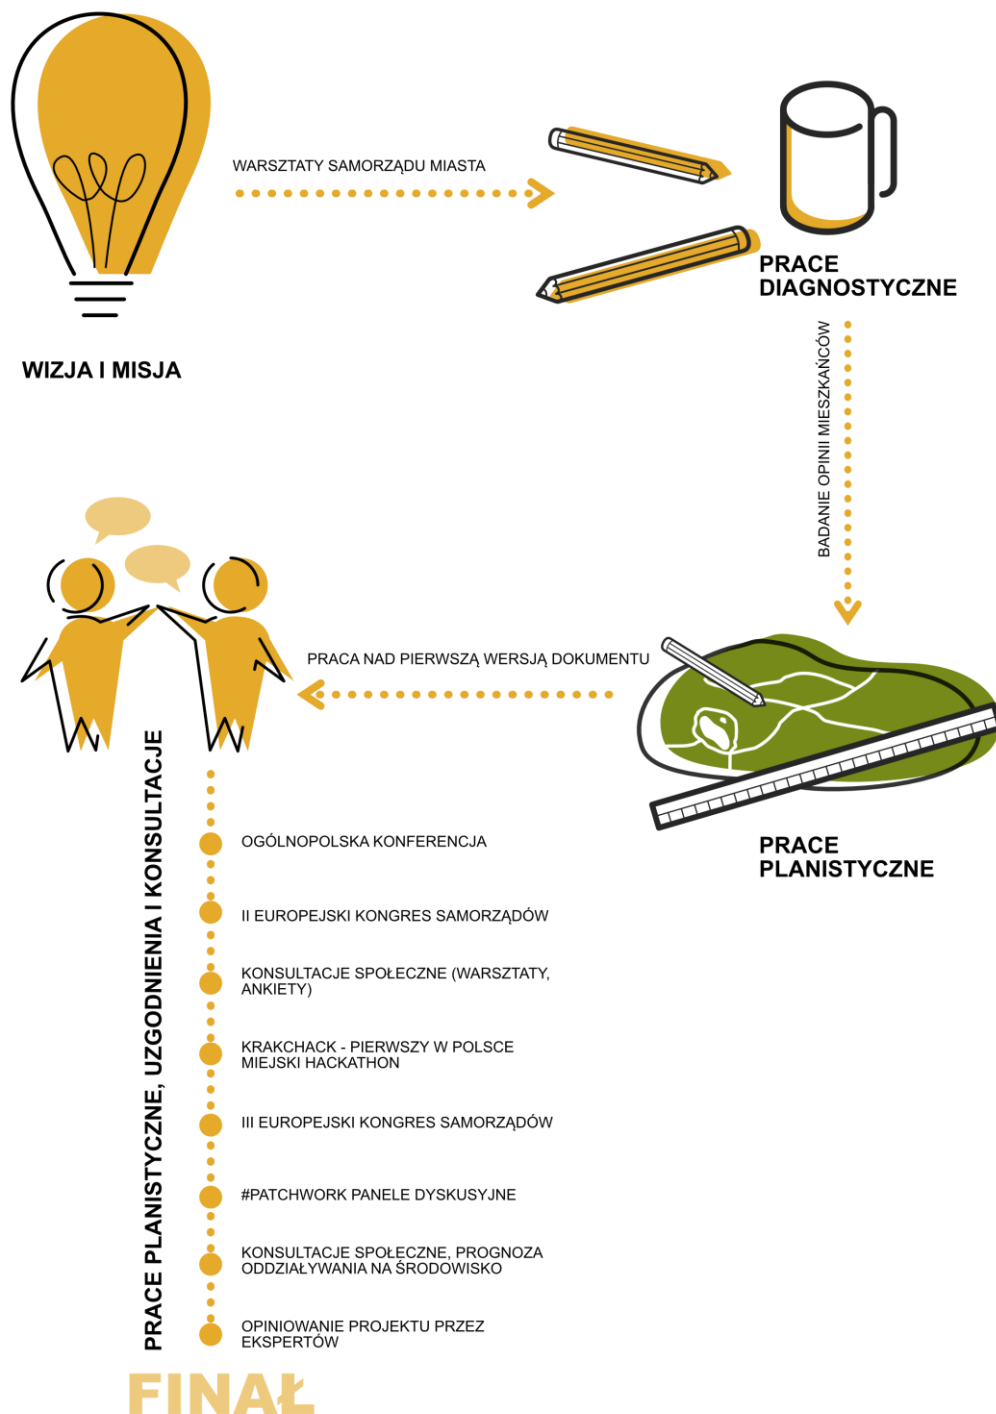 WARSZTATY SAMORZĄDU MIASTA
PRACE
DIAGNOSTYCZNE
WIZJA I MISJA
BADANIE OPINII MIESZKAŃCÓW
PRACA NAD PIERWSZĄ WERSJĄ DOKUMENTU
PRACE
PLANISTYCZNE
PRACE PLANISTYCZNE, UZGODNIENIA I KONSULTACJE
OGÓLNOPOLSKA KONFERENCJA
II EUROPEJSKI KONGRES SAMORZĄDÓW
KONSULTACJE SPOŁECZNE (WARSZTATY,
ANKIETY)
KRAKCHACK - PIERWSZY W POLSCE
MIEJSKI HACKATHON
III EUROPEJSKI KONGRES SAMORZĄDÓW
#PATCHWORK PANELE DYSKUSYJNE
KONSULTACJE SPOŁECZNE, PROGNOZA
ODDZIAŁYWANIA NA ŚRODOWISKO
OPINIOWANIE PROJEKTU PRZEZ
EKSPERTÓW
FINAŁ